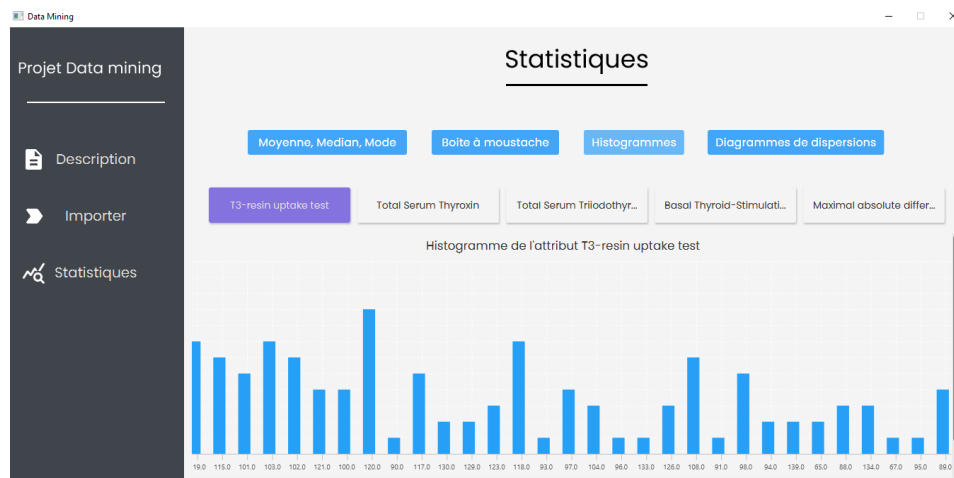 Data Mining
Projet Data mining
Statistiques
Moyenne, Median, Mode
Boite à moustache
Histogrammes
Diagrammes de dispersions
Description
Importer
Statistiques
T3-resin uptake test
Total Serum Thyroxin
Total Serum Triiodothyr...
Basal Thyroid-Stimulati...
Maximal absolute differ...
Histogramme de l'attribut T3-resin uptake test
19.0 115.0 101.0 103.0 102.0 121.0 100.0 120.0 90.0 117.0 130.0 129.0 123.0 118.0 93.0 97.0 104.0 96.0 133.0 126.0 108.0 91.0 98.0 94.0 139.0 65.0 88.0 134.0 67.0 95.0 89.0